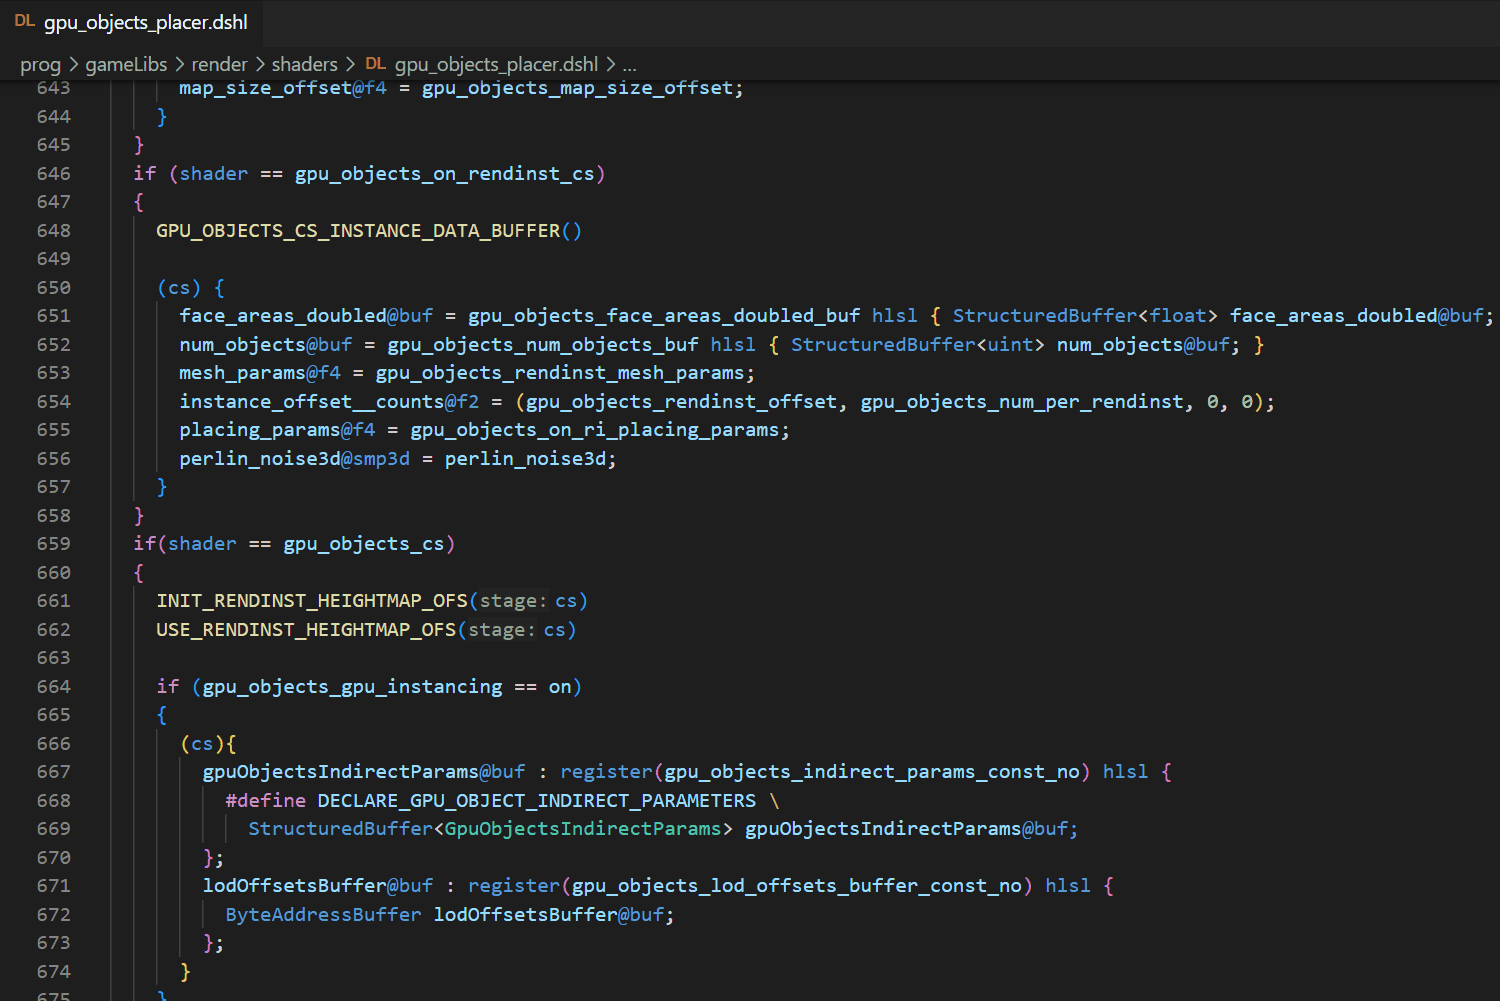 DL gpu_objects_placer.dshl
prog > gameLibs > render > shaders > DL gpu_objects_placer.dshl > ...
643 map_size_offset@f4 = gpu_objects_map_size_offset;
644 }
645 }
646 if (shader == gpu_objects_on_rendinst_cs)
647 {
648 GPU_OBJECTS_CS_INSTANCE_DATA_BUFFER()
649
650 (cs) {
651 face_areas_doubled@buf = gpu_objects_face_areas_doubled_buf hlsl { StructuredBuffer<float> face_areas_doubled@buf;
652 num_objects@buf = gpu_objects_num_objects_buf hlsl { StructuredBuffer<uint> num_objects@buf; }
653 mesh_params@f4 = gpu_objects_rendinst_mesh_params;
654 instance_offset__counts@f2 = (gpu_objects_rendinst_offset, gpu_objects_num_per_rendinst, 0, 0);
655 placing_params@f4 = gpu_objects_on_ri_placing_params;
656 perlin_noise3d@smp3d = perlin_noise3d;
657 }
658 }
659 if(shader == gpu_objects_cs)
660 {
661 INIT_RENDINST_HEIGHTMAP_OFS(stage: cs)
662 USE_RENDINST_HEIGHTMAP_OFS(stage: cs)
663
664 if (gpu_objects_gpu_instancing == on)
665 {
666 (cs){
667 gpuObjectsIndirectParams@buf : register(gpu_objects_indirect_params_const_no) hlsl {
668 #define DECLARE_GPU_OBJECT_INDIRECT_PARAMETERS \
669 StructuredBuffer<GpuObjectsIndirectParams> gpuObjectsIndirectParams@buf;
670 };
671 lodOffsetsBuffer@buf : register(gpu_objects_lod_offsets_buffer_const_no) hlsl {
672 ByteAddressBuffer lodOffsetsBuffer@buf;
673 };
674 }
675 }